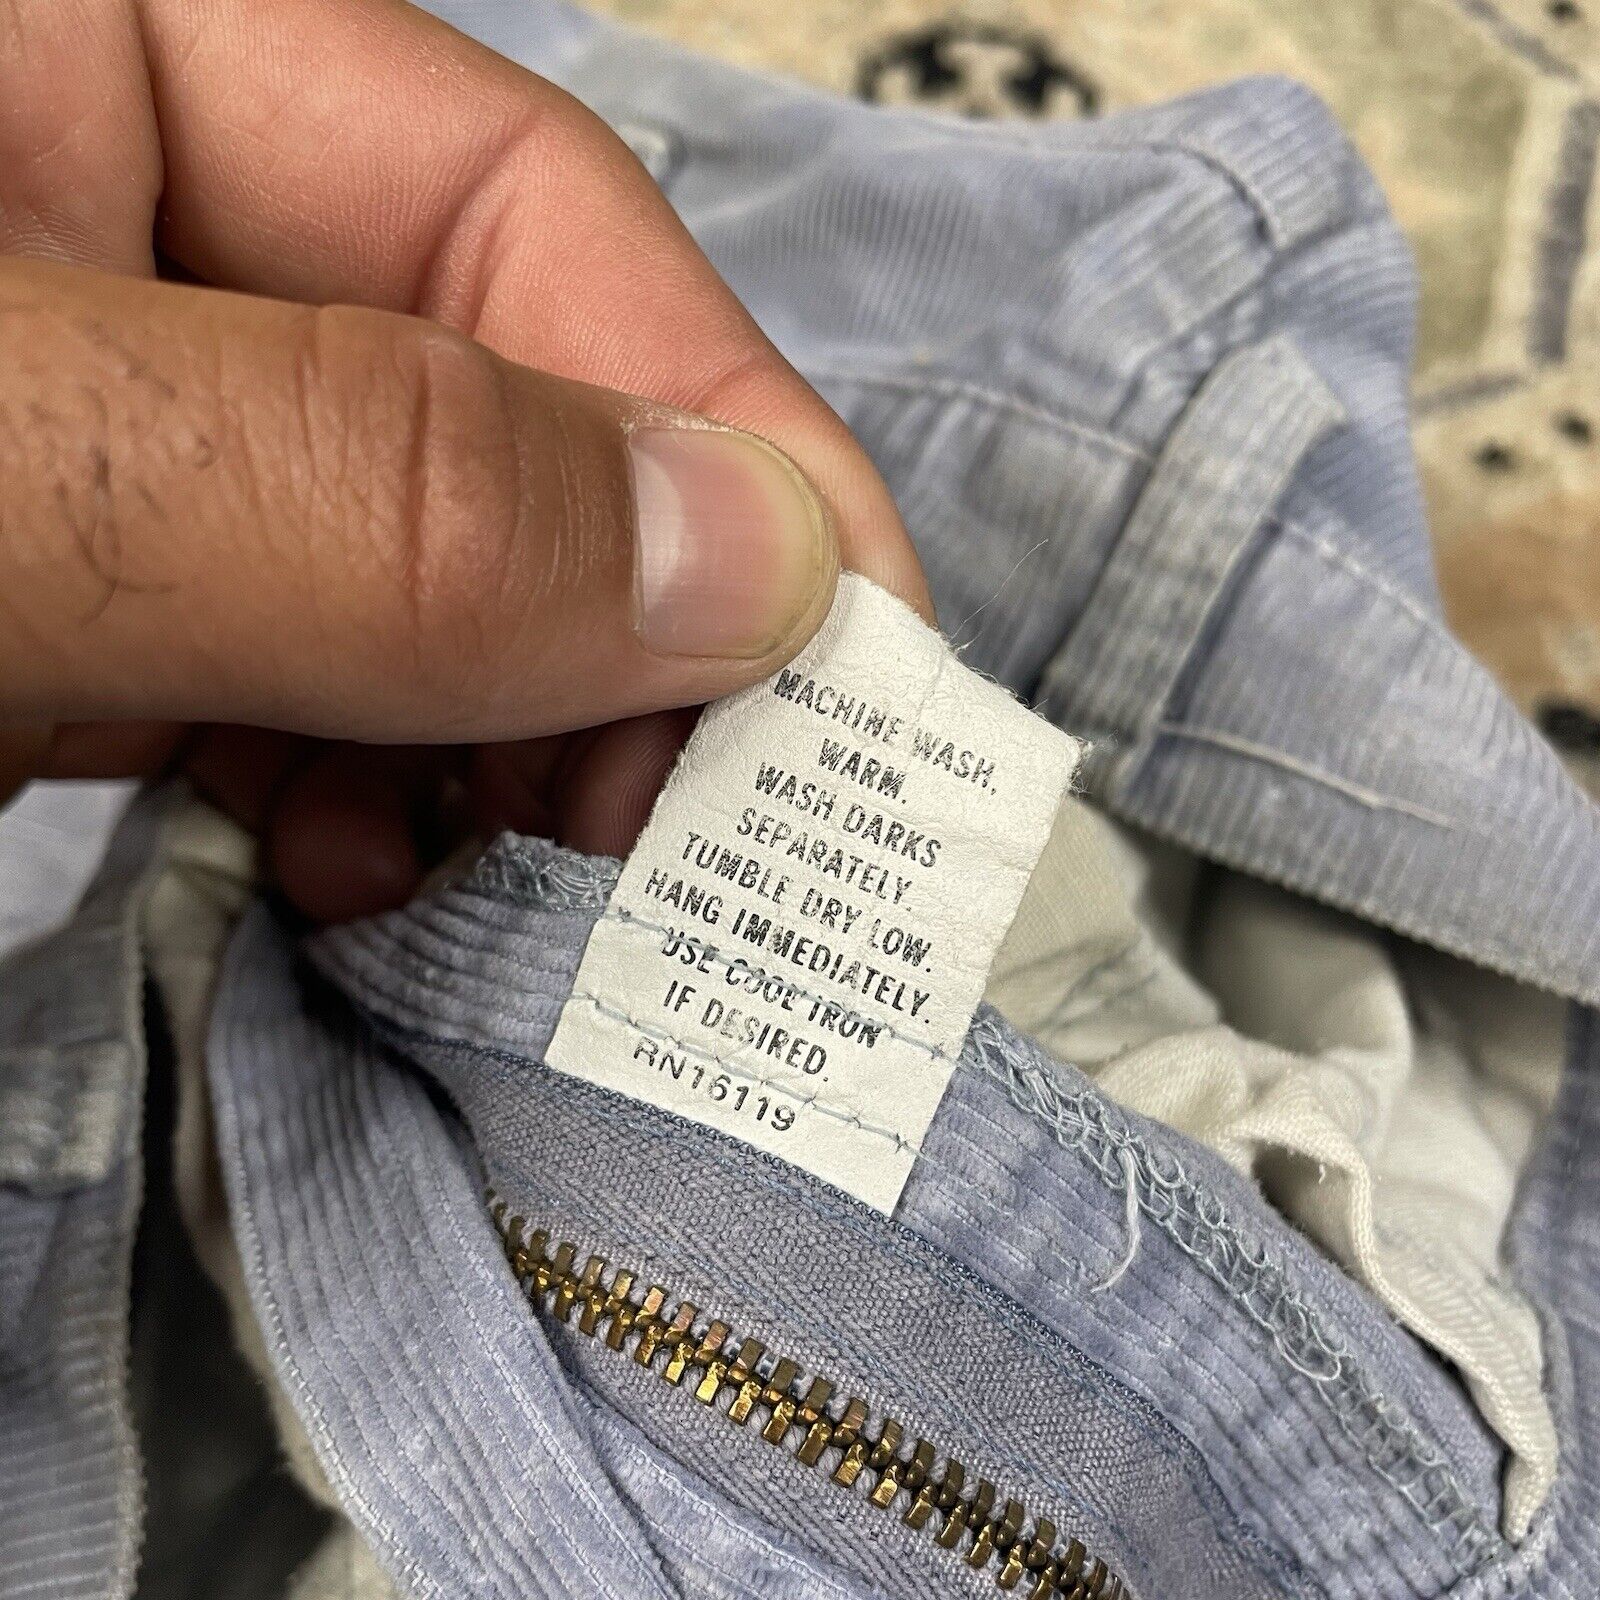 MACHINE WASH,
WARM.
WASH DARKS
SEPARATELY.
TUMBLE DRY LOW.
HANG IMMEDIATELY.
USE COOL IRON
IF DESIRED.
RN16119